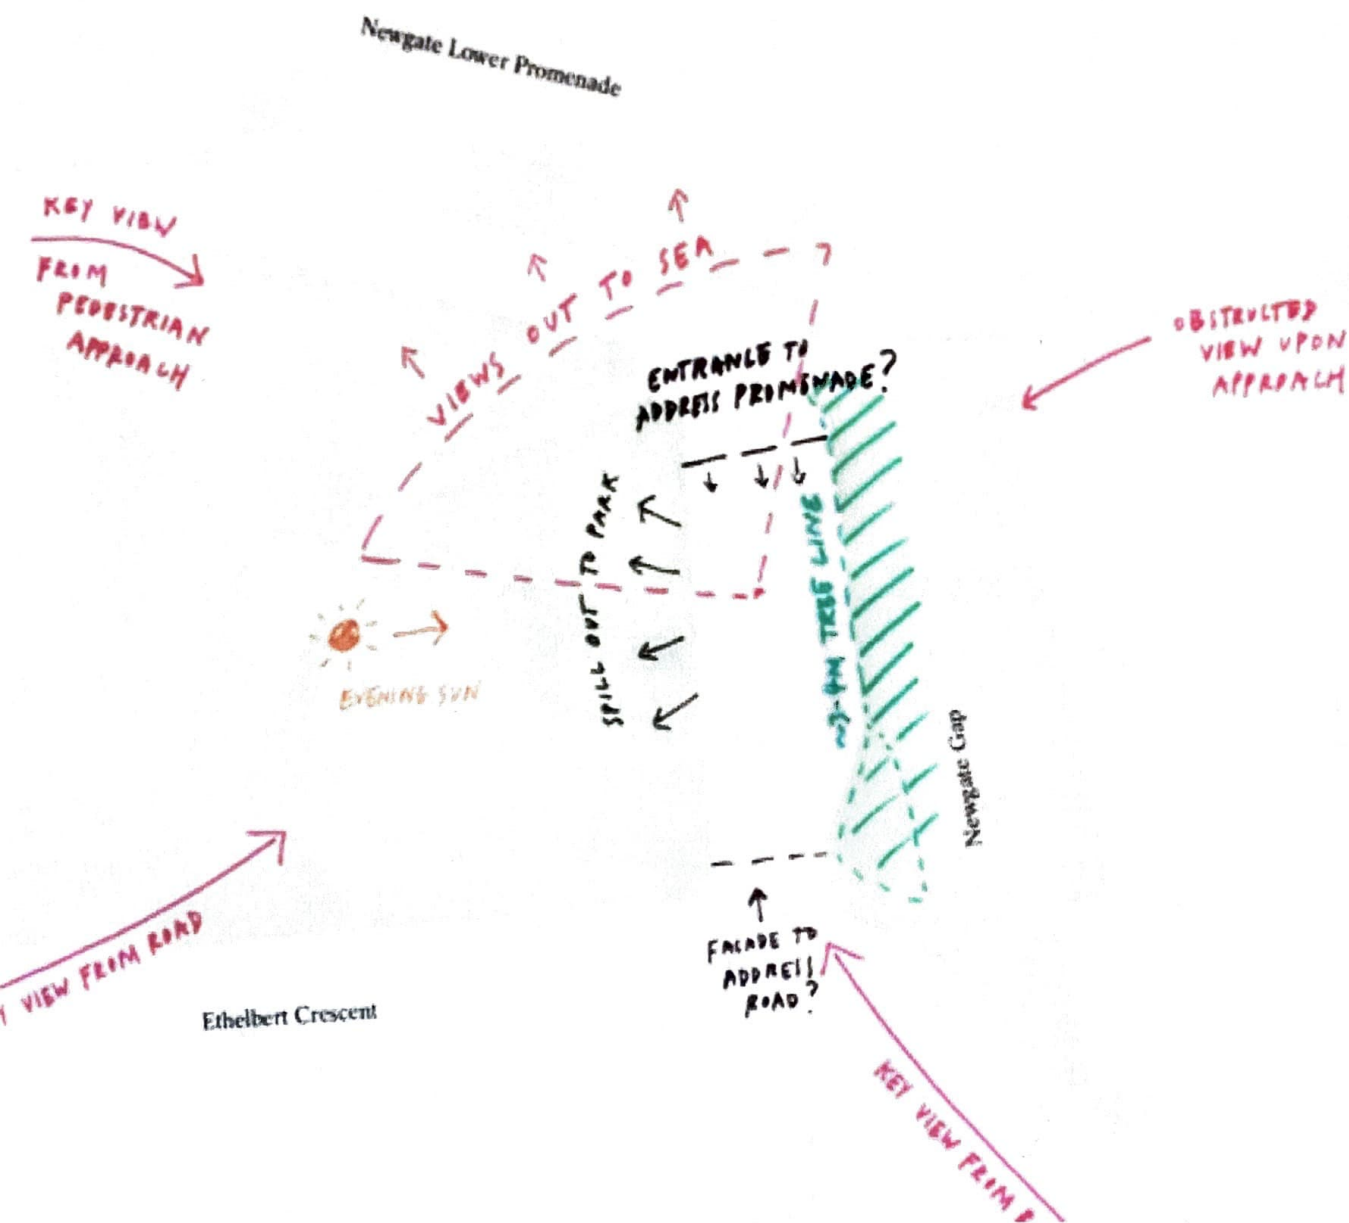 Newgate Lower Promenade
KEY VIEW
FROM
PEDESTRIAN
APPROACH
VIEWS OUT TO SEA
OBSTRUCTED
VIEW UPON
APPROACH
ENTRANCE TO
ADDRESS PROMENADE?
SPILL OUT TO PARK
~3-4M TREE LINE
EVENING SUN
Newgate Gap
VIEW FROM ROAD
FACADE TO
ADDRESS
ROAD?
Ethelbert Crescent
KEY VIEW FROM